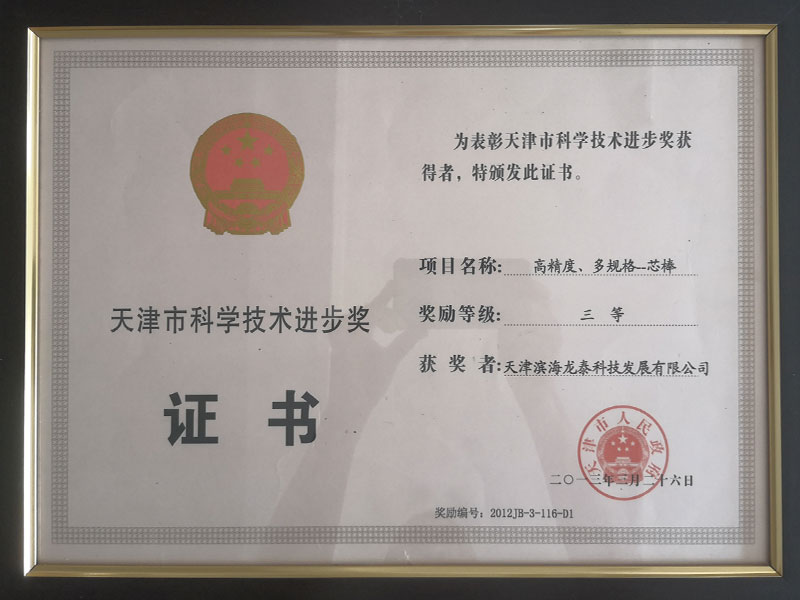 天津市科学技术进步奖
证 书
为表彰天津市科学技术进步奖获
得者，特颁发此证书。
项目名称: 高精度、多规格--芯棒
奖励等级: 三 等
获 奖 者: 天津滨海龙泰科技发展有限公司
天津市人民政府
二〇一三年二月二十六日
奖励编号: 2012JB-3-116-D1